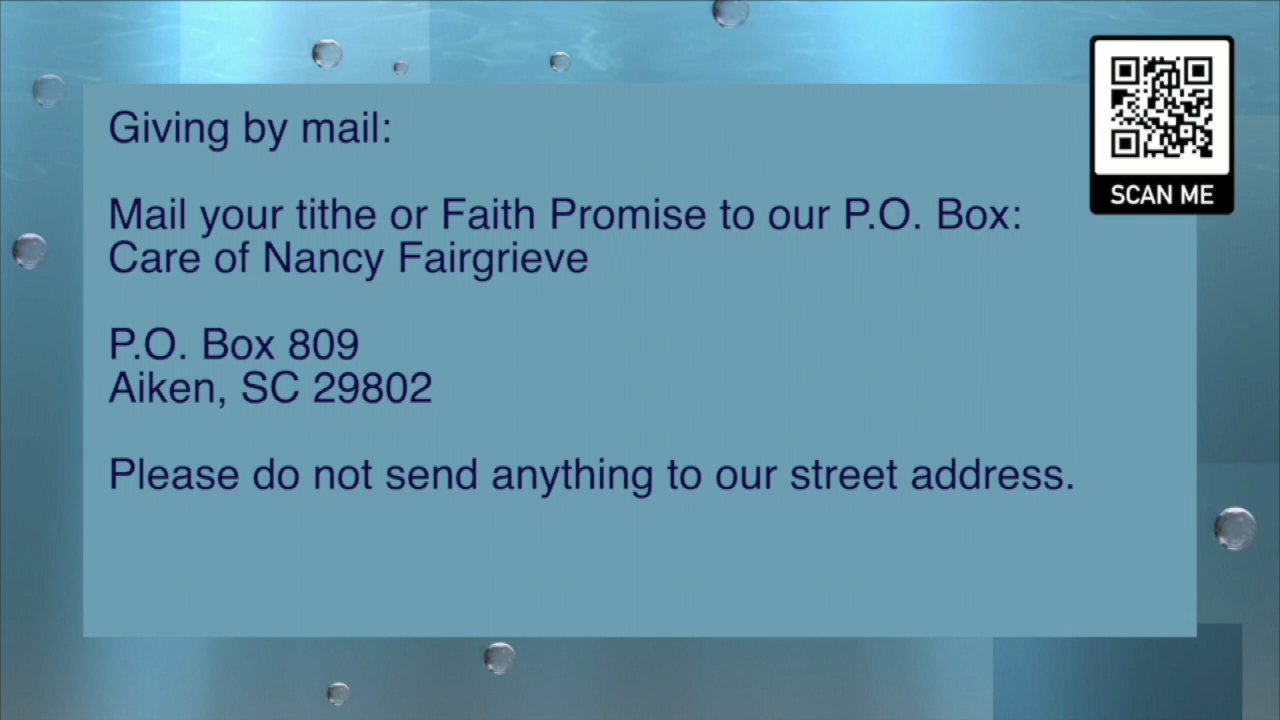 Giving by mail:
Mail your tithe or Faith Promise to our P.O. Box:
Care of Nancy Fairgrieve
P.O. Box 809
Aiken, SC 29802
Please do not send anything to our street address.
SCAN ME